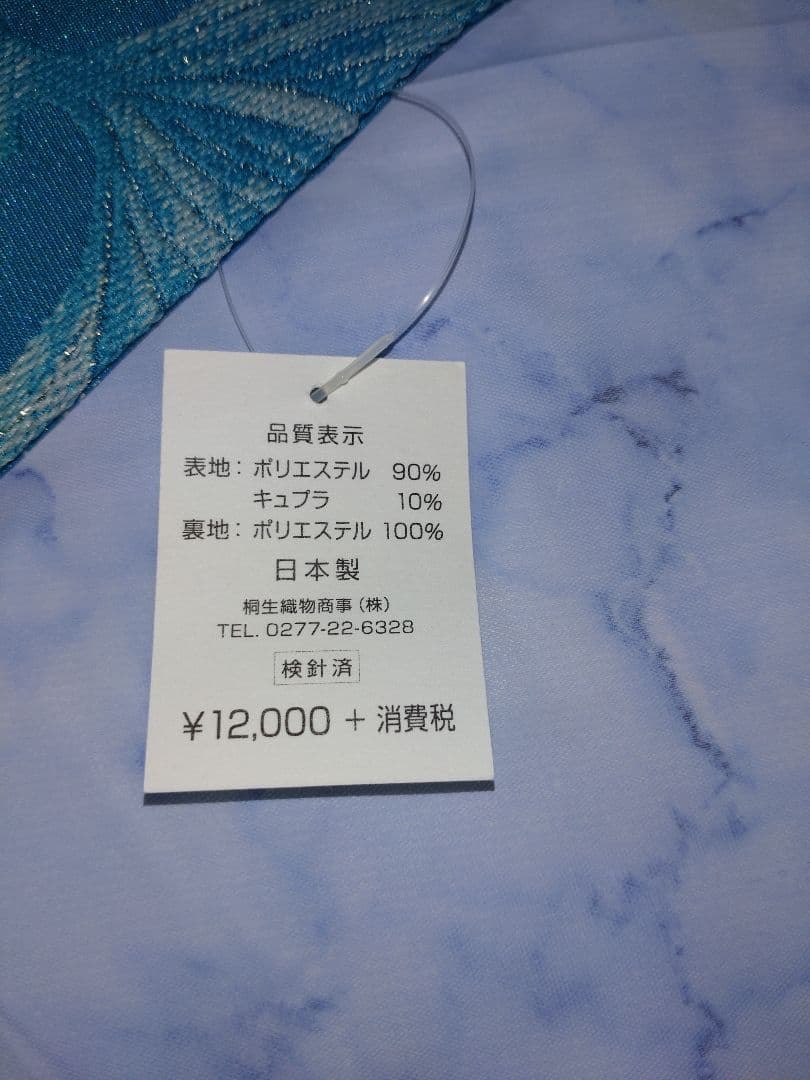 品質表示
表地：ポリエステル 90%
キュプラ 10%
裏地：ポリエステル 100%
日本製
桐生織物商事（株）
TEL. 0277-22-6328
検針済
¥12,000 + 消費税